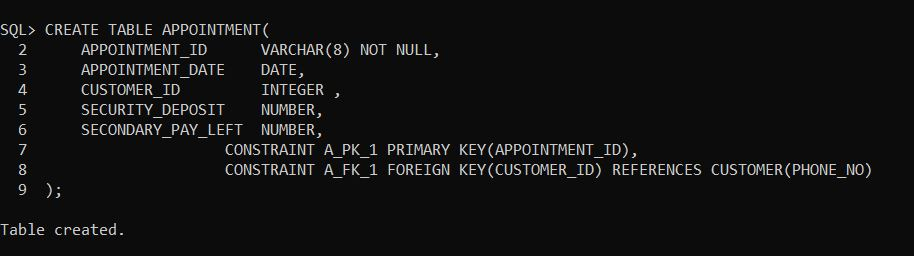 SQL> CREATE TABLE APPOINTMENT(
  2     APPOINTMENT_ID      VARCHAR(8) NOT NULL,
  3     APPOINTMENT_DATE    DATE,
  4     CUSTOMER_ID         INTEGER ,
  5     SECURITY_DEPOSIT    NUMBER,
  6     SECONDARY_PAY_LEFT  NUMBER,
  7                     CONSTRAINT A_PK_1 PRIMARY KEY(APPOINTMENT_ID),
  8                     CONSTRAINT A_FK_1 FOREIGN KEY(CUSTOMER_ID) REFERENCES CUSTOMER(PHONE_NO)
  9  );
Table created.